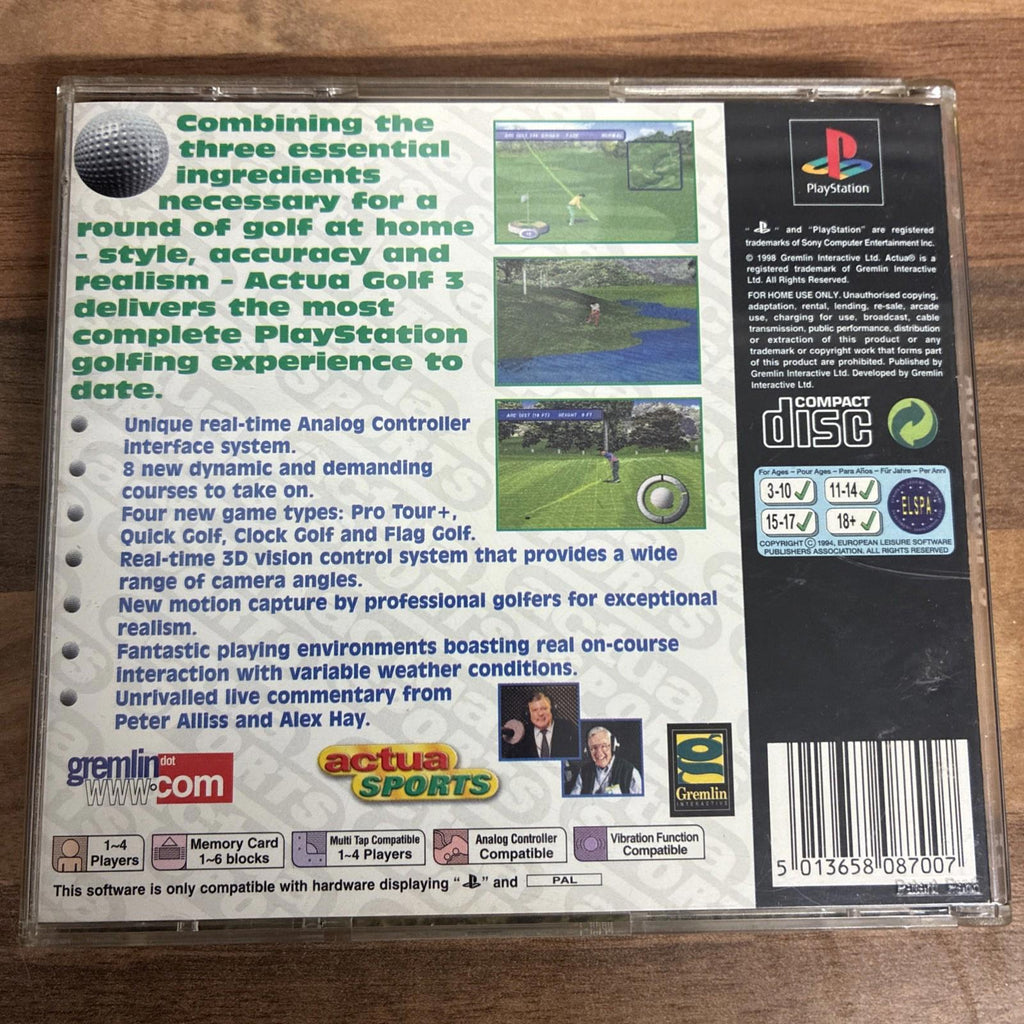 Combining the
three essential
ingredients
necessary for a
round of golf at home
- style, accuracy and
realism - Actua Golf 3
delivers the most
complete PlayStation
golfing experience to
date.
Unique real-time Analog Controller
interface system.
8 new dynamic and demanding
courses to take on.
Four new game types: Pro Tour+,
Quick Golf, Clock Golf and Flag Golf.
Real-time 3D vision control system that provides a wide
range of camera angles.
New motion capture by professional golfers for exceptional
realism.
Fantastic playing environments boasting real on-course
interaction with variable weather conditions.
Unrivalled live commentary from
Peter Alliss and Alex Hay.
gremlin dot
www.com
actua
SPORTS
g
Gremlin
INTERACTIVE
1~4
Players
Memory Card
1~6 blocks
Multi Tap Compatible
1~4 Players
Analog Controller
Compatible
Vibration Function
Compatible
This software is only compatible with hardware displaying " " and PAL
PlayStation
" " and "PlayStation" are registered
trademarks of Sony Computer Entertainment Inc.
© 1998 Gremlin Interactive Ltd. Actua® is a
registered trademark of Gremlin Interactive
Ltd. All Rights Reserved.
FOR HOME USE ONLY. Unauthorised copying,
adaptation, rental, lending, re-sale, arcade
use, charging for use, broadcast, cable
transmission, public performance, distribution
or extraction of this product or any
trademark or copyright work that forms part
of this product are prohibited. Published by
Gremlin Interactive Ltd. Developed by Gremlin
Interactive Ltd.
COMPACT
disc
For Ages – Pour Ages – Para Años – Für Jahre – Per Anni
3-10 11-14
15-17 18+
ELSPA
COPYRIGHT © 1994, EUROPEAN LEISURE SOFTWARE
PUBLISHERS ASSOCIATION, ALL RIGHTS RESERVED
5 013658 087007